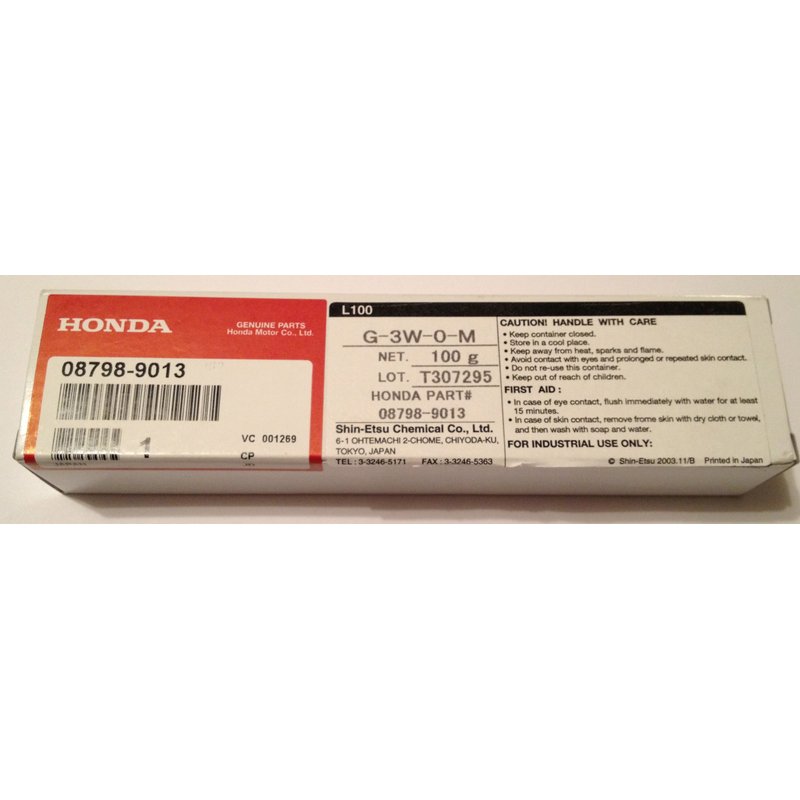 HONDA
GENUINE PARTS
Honda Motor Co., Ltd.
08798-9013
1
VC 001269
CP
L100
G-3W-O-M
NET. 100 g
LOT. T307295
HONDA PART#
08798-9013
Shin-Etsu Chemical Co., Ltd.
6-1 OHTEMACHI 2-CHOME, CHIYODA-KU,
TOKYO, JAPAN
TEL : 3-3246-5171 FAX : 3-3246-5363
CAUTION! HANDLE WITH CARE
• Keep container closed.
• Store in a cool place.
• Keep away from heat, sparks and flame.
• Avoid contact with eyes and prolonged or repeated skin contact.
• Do not re-use this container.
• Keep out of reach of children.
FIRST AID :
• In case of eye contact, flush immediately with water for at least
15 minutes.
• In case of skin contact, remove frome skin with dry cloth or towel,
and then wash with soap and water.
FOR INDUSTRIAL USE ONLY:
© Shin-Etsu 2003.11/B Printed in Japan